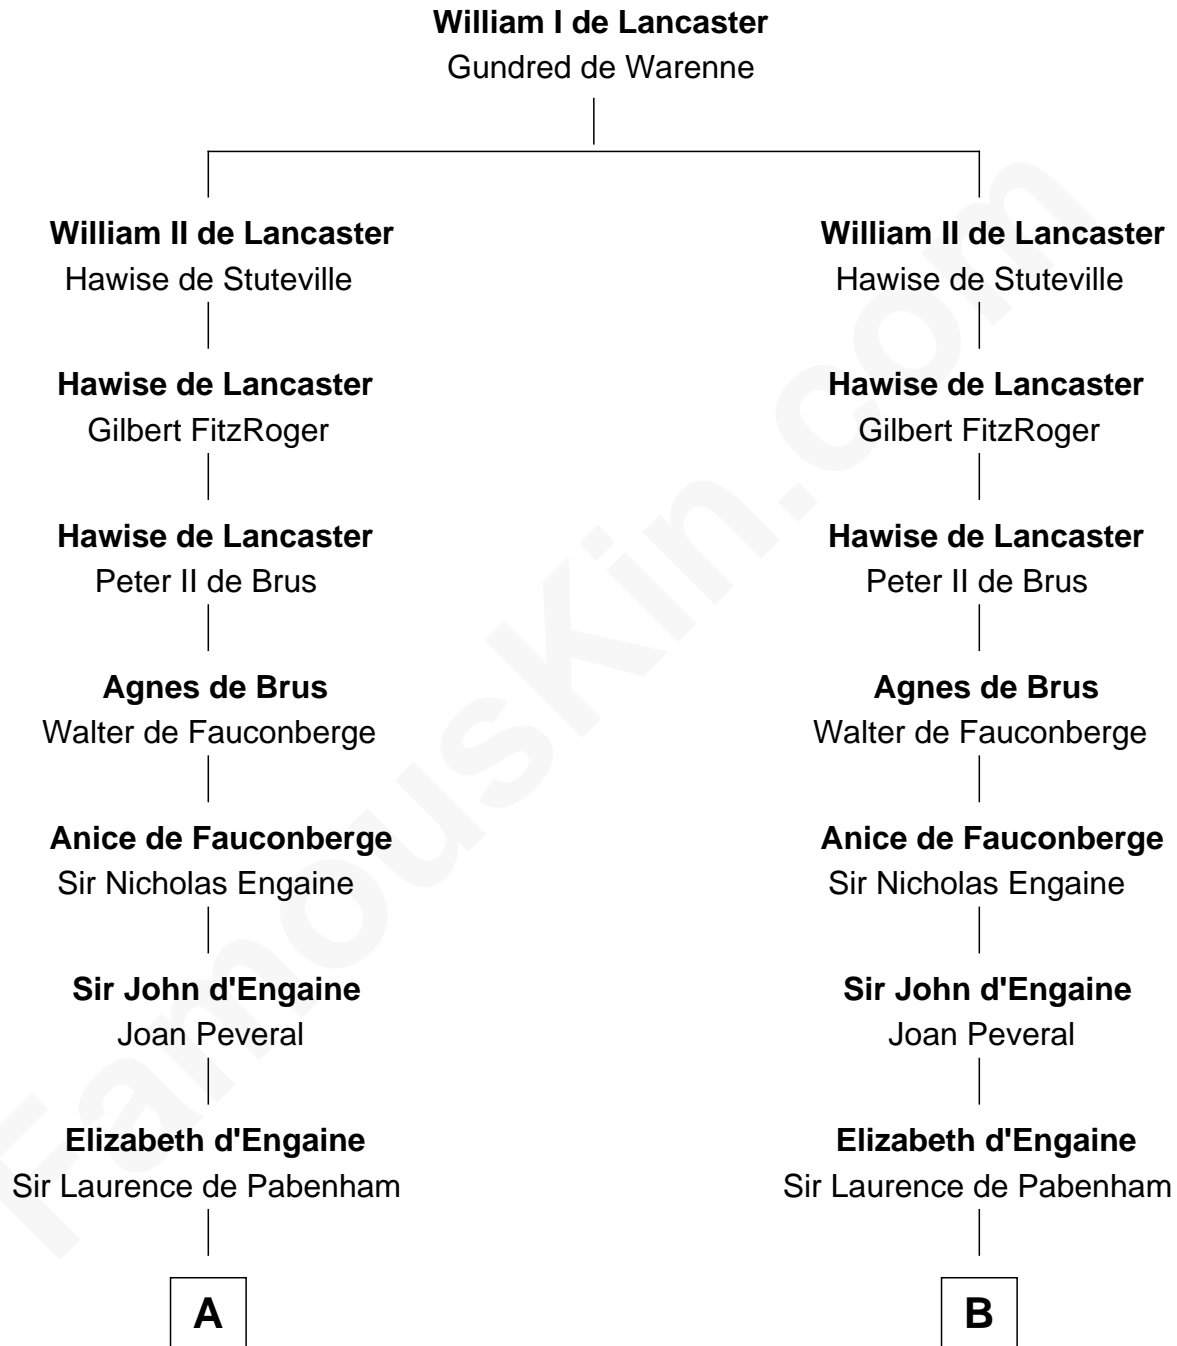 William I de Lancaster
Gundred de Warenne
William II de Lancaster
Hawise de Stuteville
Hawise de Lancaster
Gilbert FitzRoger
Hawise de Lancaster
Peter II de Brus
Agnes de Brus
Walter de Fauconberge
Anice de Fauconberge
Sir Nicholas Engaine
Sir John d'Engaine
Joan Peveral
Elizabeth d'Engaine
Sir Laurence de Pabenham
A
William II de Lancaster
Hawise de Stuteville
Hawise de Lancaster
Gilbert FitzRoger
Hawise de Lancaster
Peter II de Brus
Agnes de Brus
Walter de Fauconberge
Anice de Fauconberge
Sir Nicholas Engaine
Sir John d'Engaine
Joan Peveral
Elizabeth d'Engaine
Sir Laurence de Pabenham
B
FamousKin.com